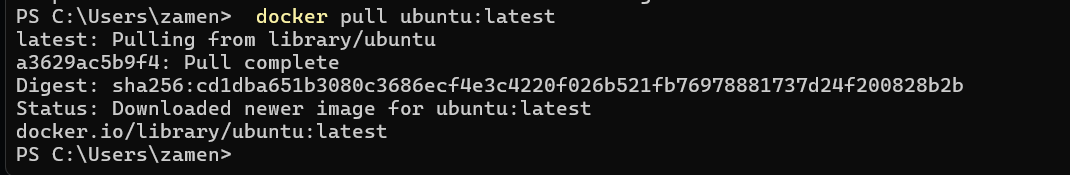 PS C:\Users\zamen>  docker pull ubuntu:latest
latest: Pulling from library/ubuntu
a3629ac5b9f4: Pull complete
Digest: sha256:cd1dba651b3080c3686ecf4e3c4220f026b521fb76978881737d24f200828b2b
Status: Downloaded newer image for ubuntu:latest
docker.io/library/ubuntu:latest
PS C:\Users\zamen>